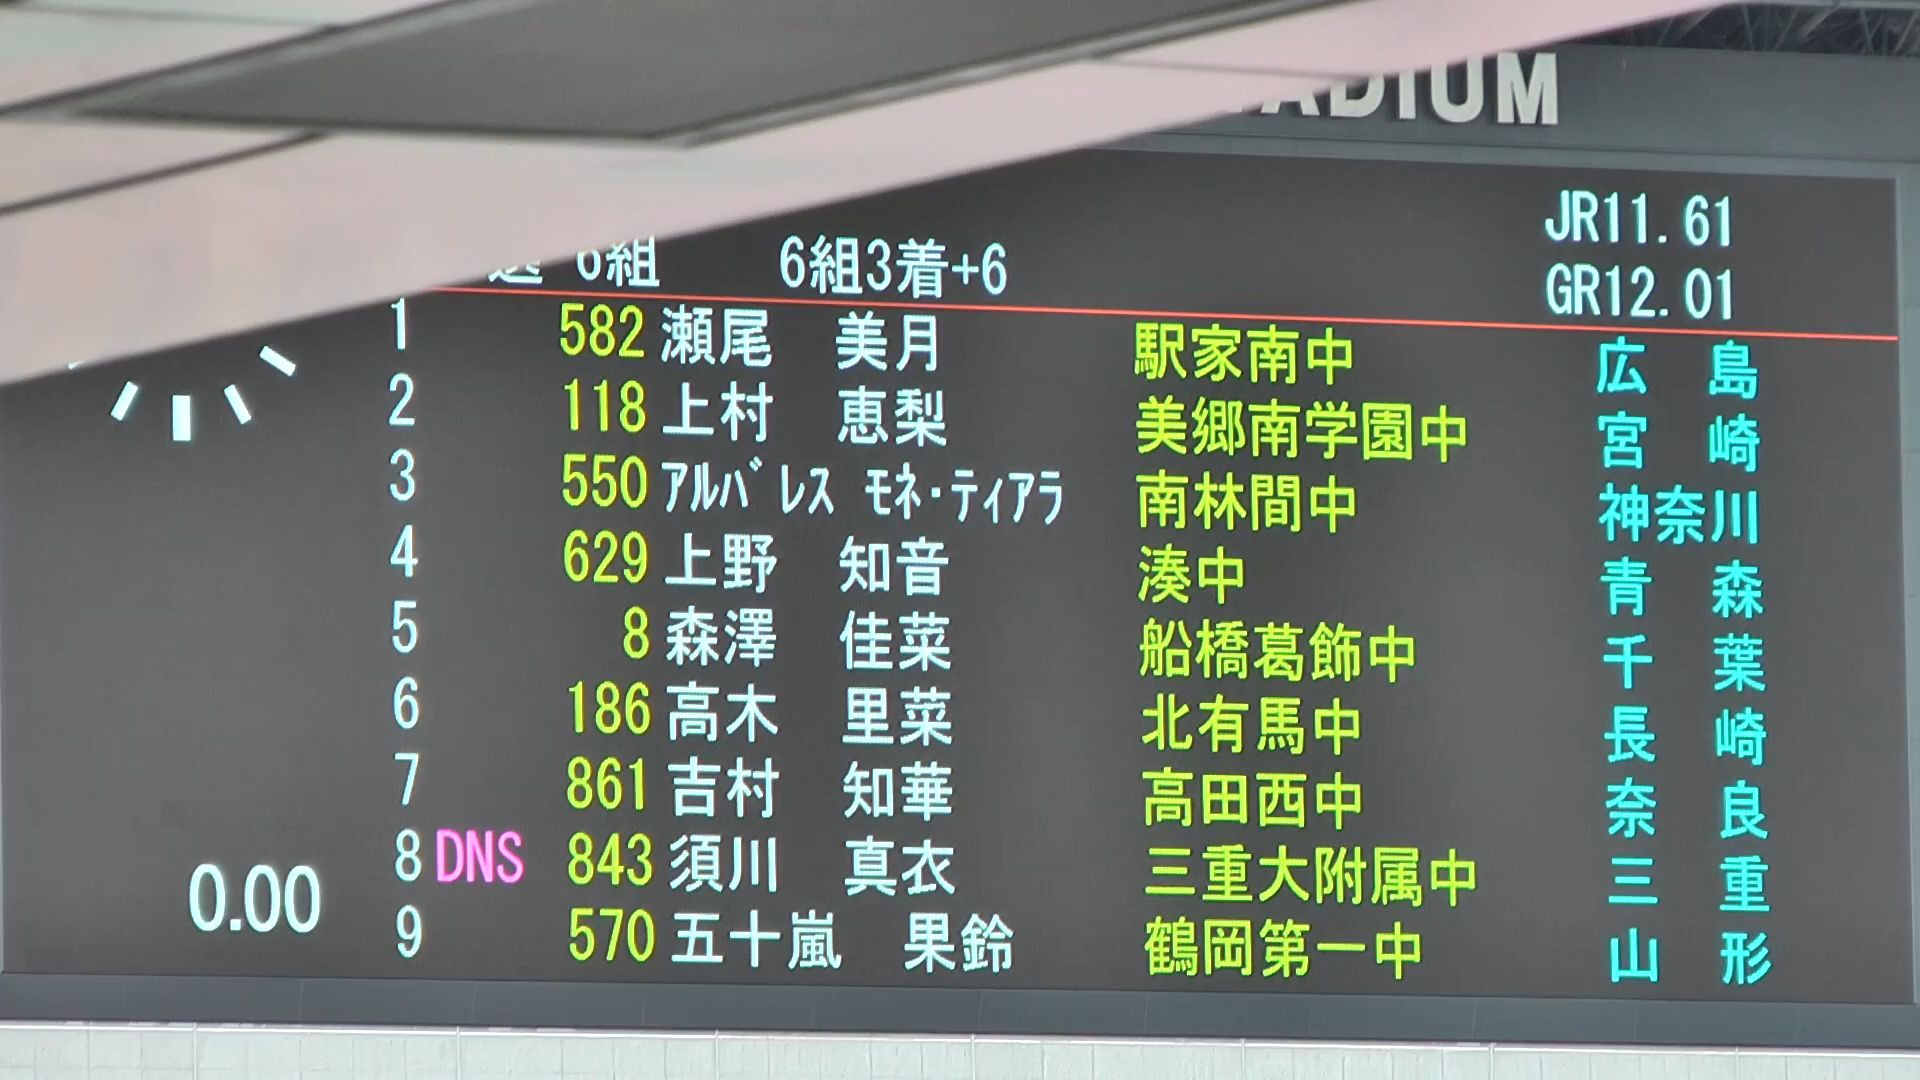 STADIUM
JR11.61
選 6組 6組3着+6 GR12.01
1 582 瀬尾 美月 駅家南中 広島
2 118 上村 恵梨 美郷南学園中 宮崎
3 550 ｱﾙﾊﾞﾚｽ ﾓﾈ･ﾃｨｱﾗ 南林間中 神奈川
4 629 上野 知音 湊中 青森
5 8 森澤 佳菜 船橋葛飾中 千葉
6 186 高木 里菜 北有馬中 長崎
7 861 吉村 知華 高田西中 奈良
8 DNS 843 須川 真衣 三重大附属中 三重
9 570 五十嵐 果鈴 鶴岡第一中 山形
0.00